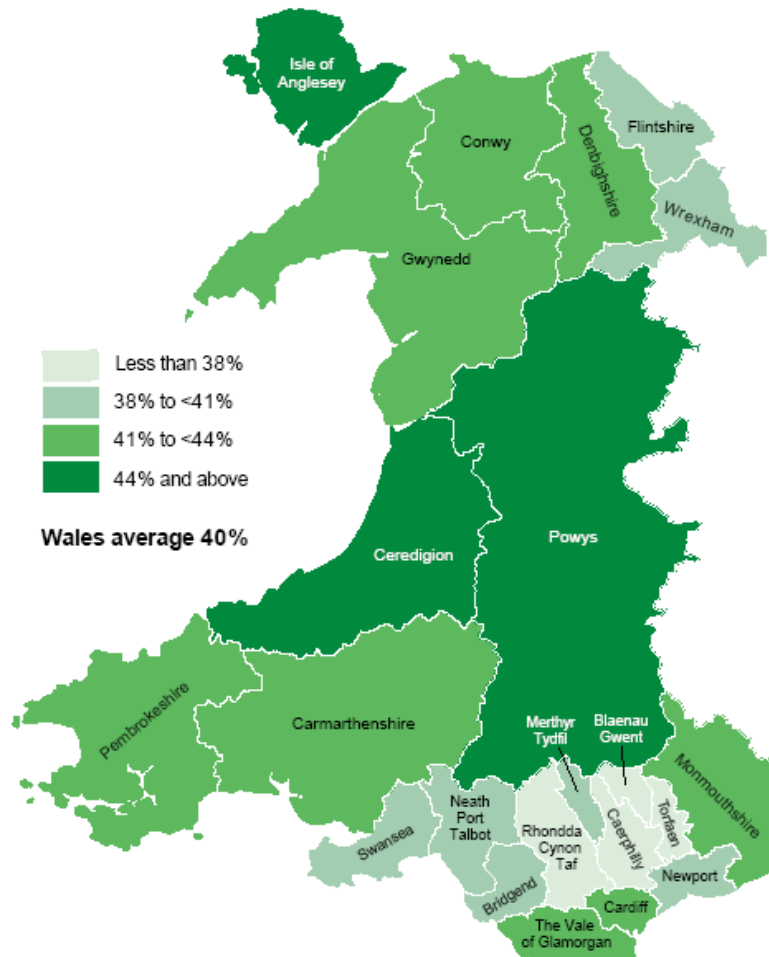 Isle of
Anglesey
Flintshire
Conwy
Denbighshire
Wrexham
Gwynedd
Less than 38%
38% to <41%
41% to <44%
44% and above
Wales average 40%
Ceredigion
Powys
Pembrokeshire
Carmarthenshire
Merthyr
Tydfil
Blaenau
Gwent
Monmouthshire
Swansea
Neath
Port
Talbot
Rhondda
Cynon
Taf
Caerphilly
Torfaen
Bridgend
Newport
Cardiff
The Vale
of Glamorgan